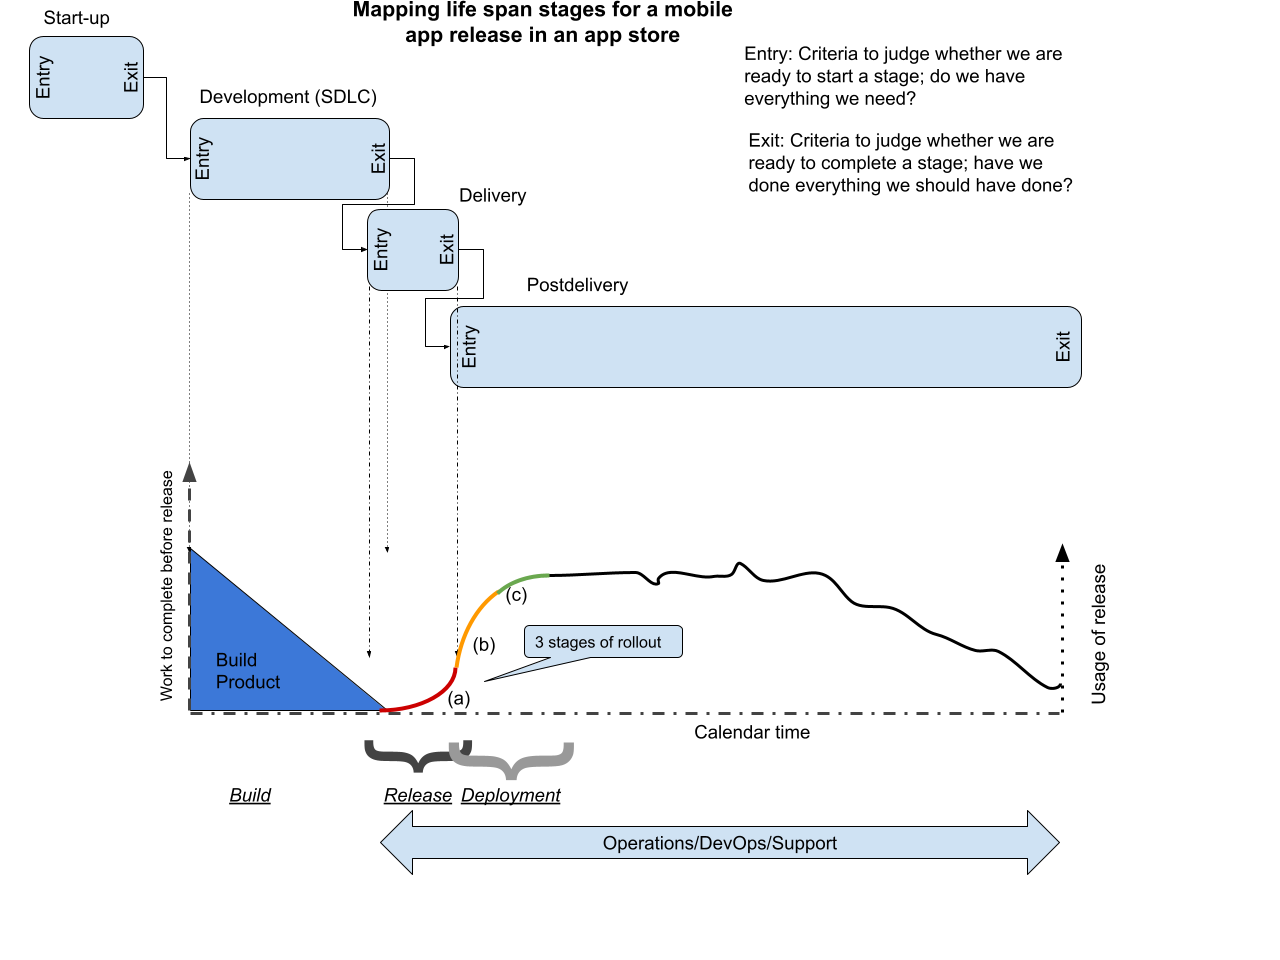 Mapping life span stages for a mobile
app release in an app store
Start-up
Entry
Exit
Entry: Criteria to judge whether we are
ready to start a stage; do we have
everything we need?
Development (SDLC)
Entry
Exit
Exit: Criteria to judge whether we are
ready to complete a stage; have we
done everything we should have done?
Delivery
Entry
Exit
Postdelivery
Entry
Exit
Work to complete before release
Build
Product
(a)
(b)
(c)
3 stages of rollout
Usage of release
Calendar time
Build
Release
Deployment
Operations/DevOps/Support